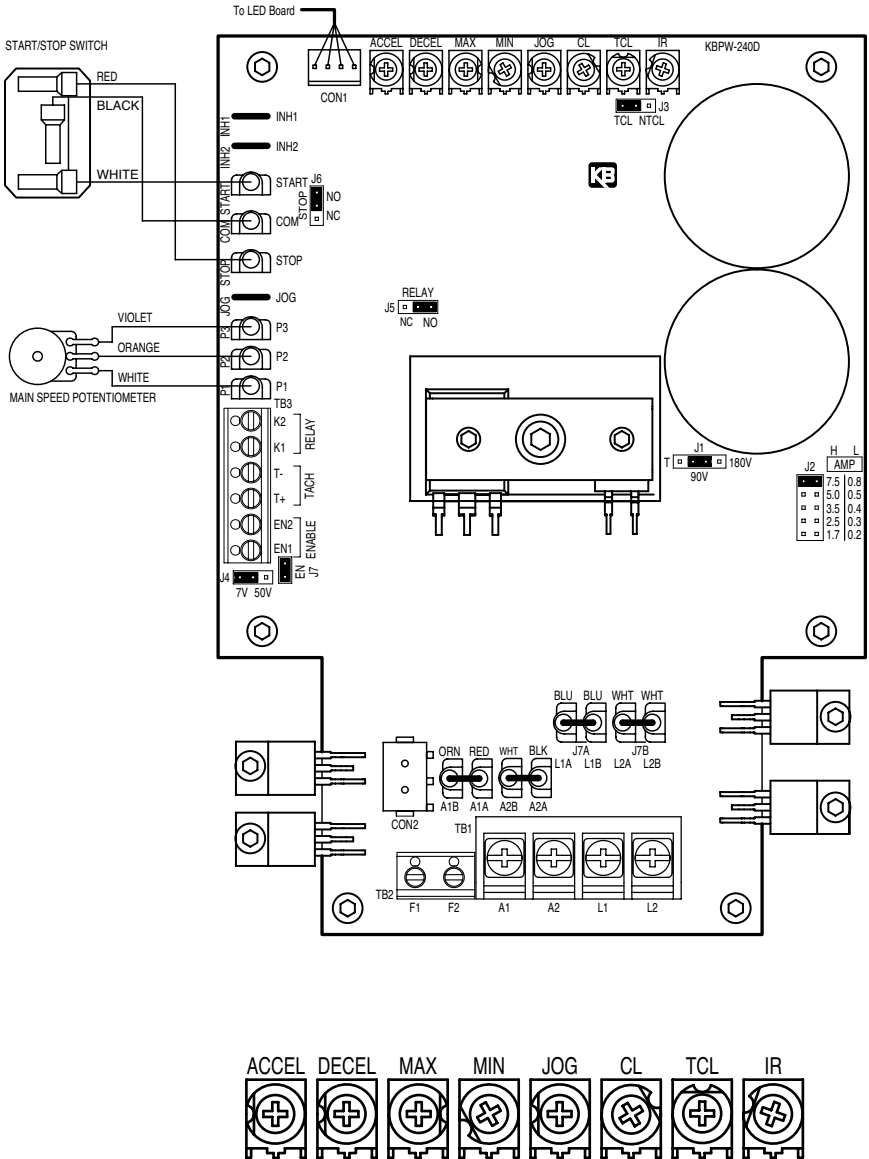 To LED Board
START/STOP SWITCH
RED
BLACK
WHITE
ACCEL DECEL MAX MIN JOG CL TCL IR
KBPW-240D
CON1
J3
TCL NTCL
INH1 INH1
INH2 INH2
KB
START START
J6
STOP
NO
NC
COM COM
STOP STOP
JOG JOG
RELAY
J5
NC NO
VIOLET
ORANGE
WHITE
MAIN SPEED POTENTIOMETER
P3 P3
P2 P2
P1 P1
TB3
K2
K1
RELAY
T-
T+
TACH
EN2
EN1
ENABLE
J4
7V 50V
EN
J7
J1
T 180V
90V
H L
J2 AMP
7.5 0.8
5.0 0.5
3.5 0.4
2.5 0.3
1.7 0.2
BLU BLU WHT WHT
J7A J7B
L1A L1B L2A L2B
ORN RED WHT BLK
A1B A1A A2B A2A
CON2
TB1
TB2
F1 F2 A1 A2 L1 L2
ACCEL DECEL MAX MIN JOG CL TCL IR